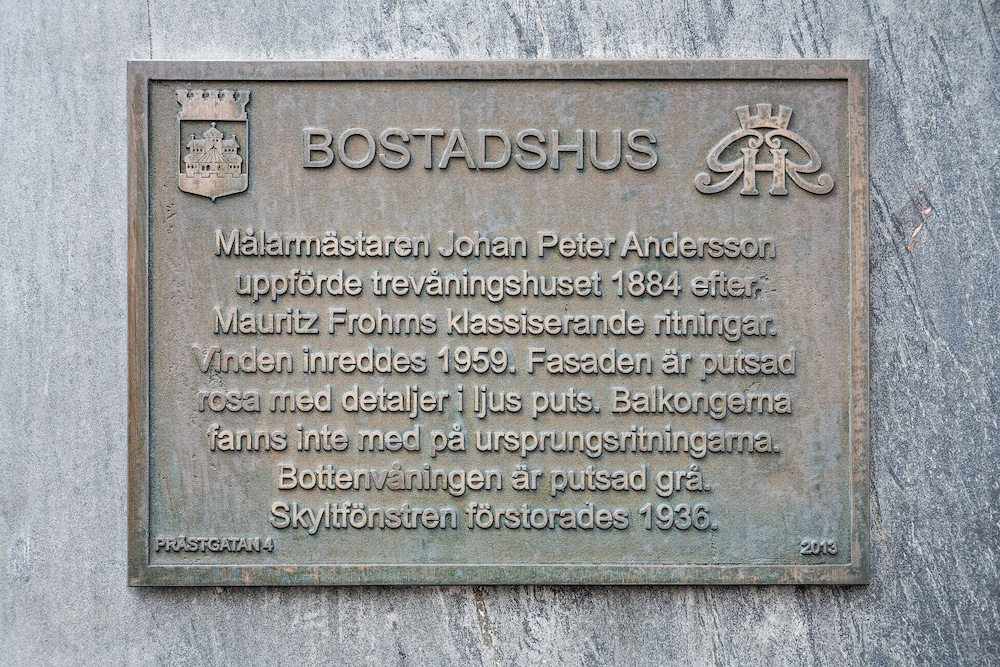 BOSTADSHUS
H
Målarmästaren Johan Peter Andersson
uppförde trevåningshuset 1884 efter
Mauritz Frohms klassiserande ritningar.
Vinden inreddes 1959. Fasaden är putsad
rosa med detaljer i ljus puts. Balkongerna
fanns inte med på ursprungsritningarna.
Bottenvåningen är putsad grå.
Skyltfönstren förstorades 1936.
PRÄSTGATAN 4
2013